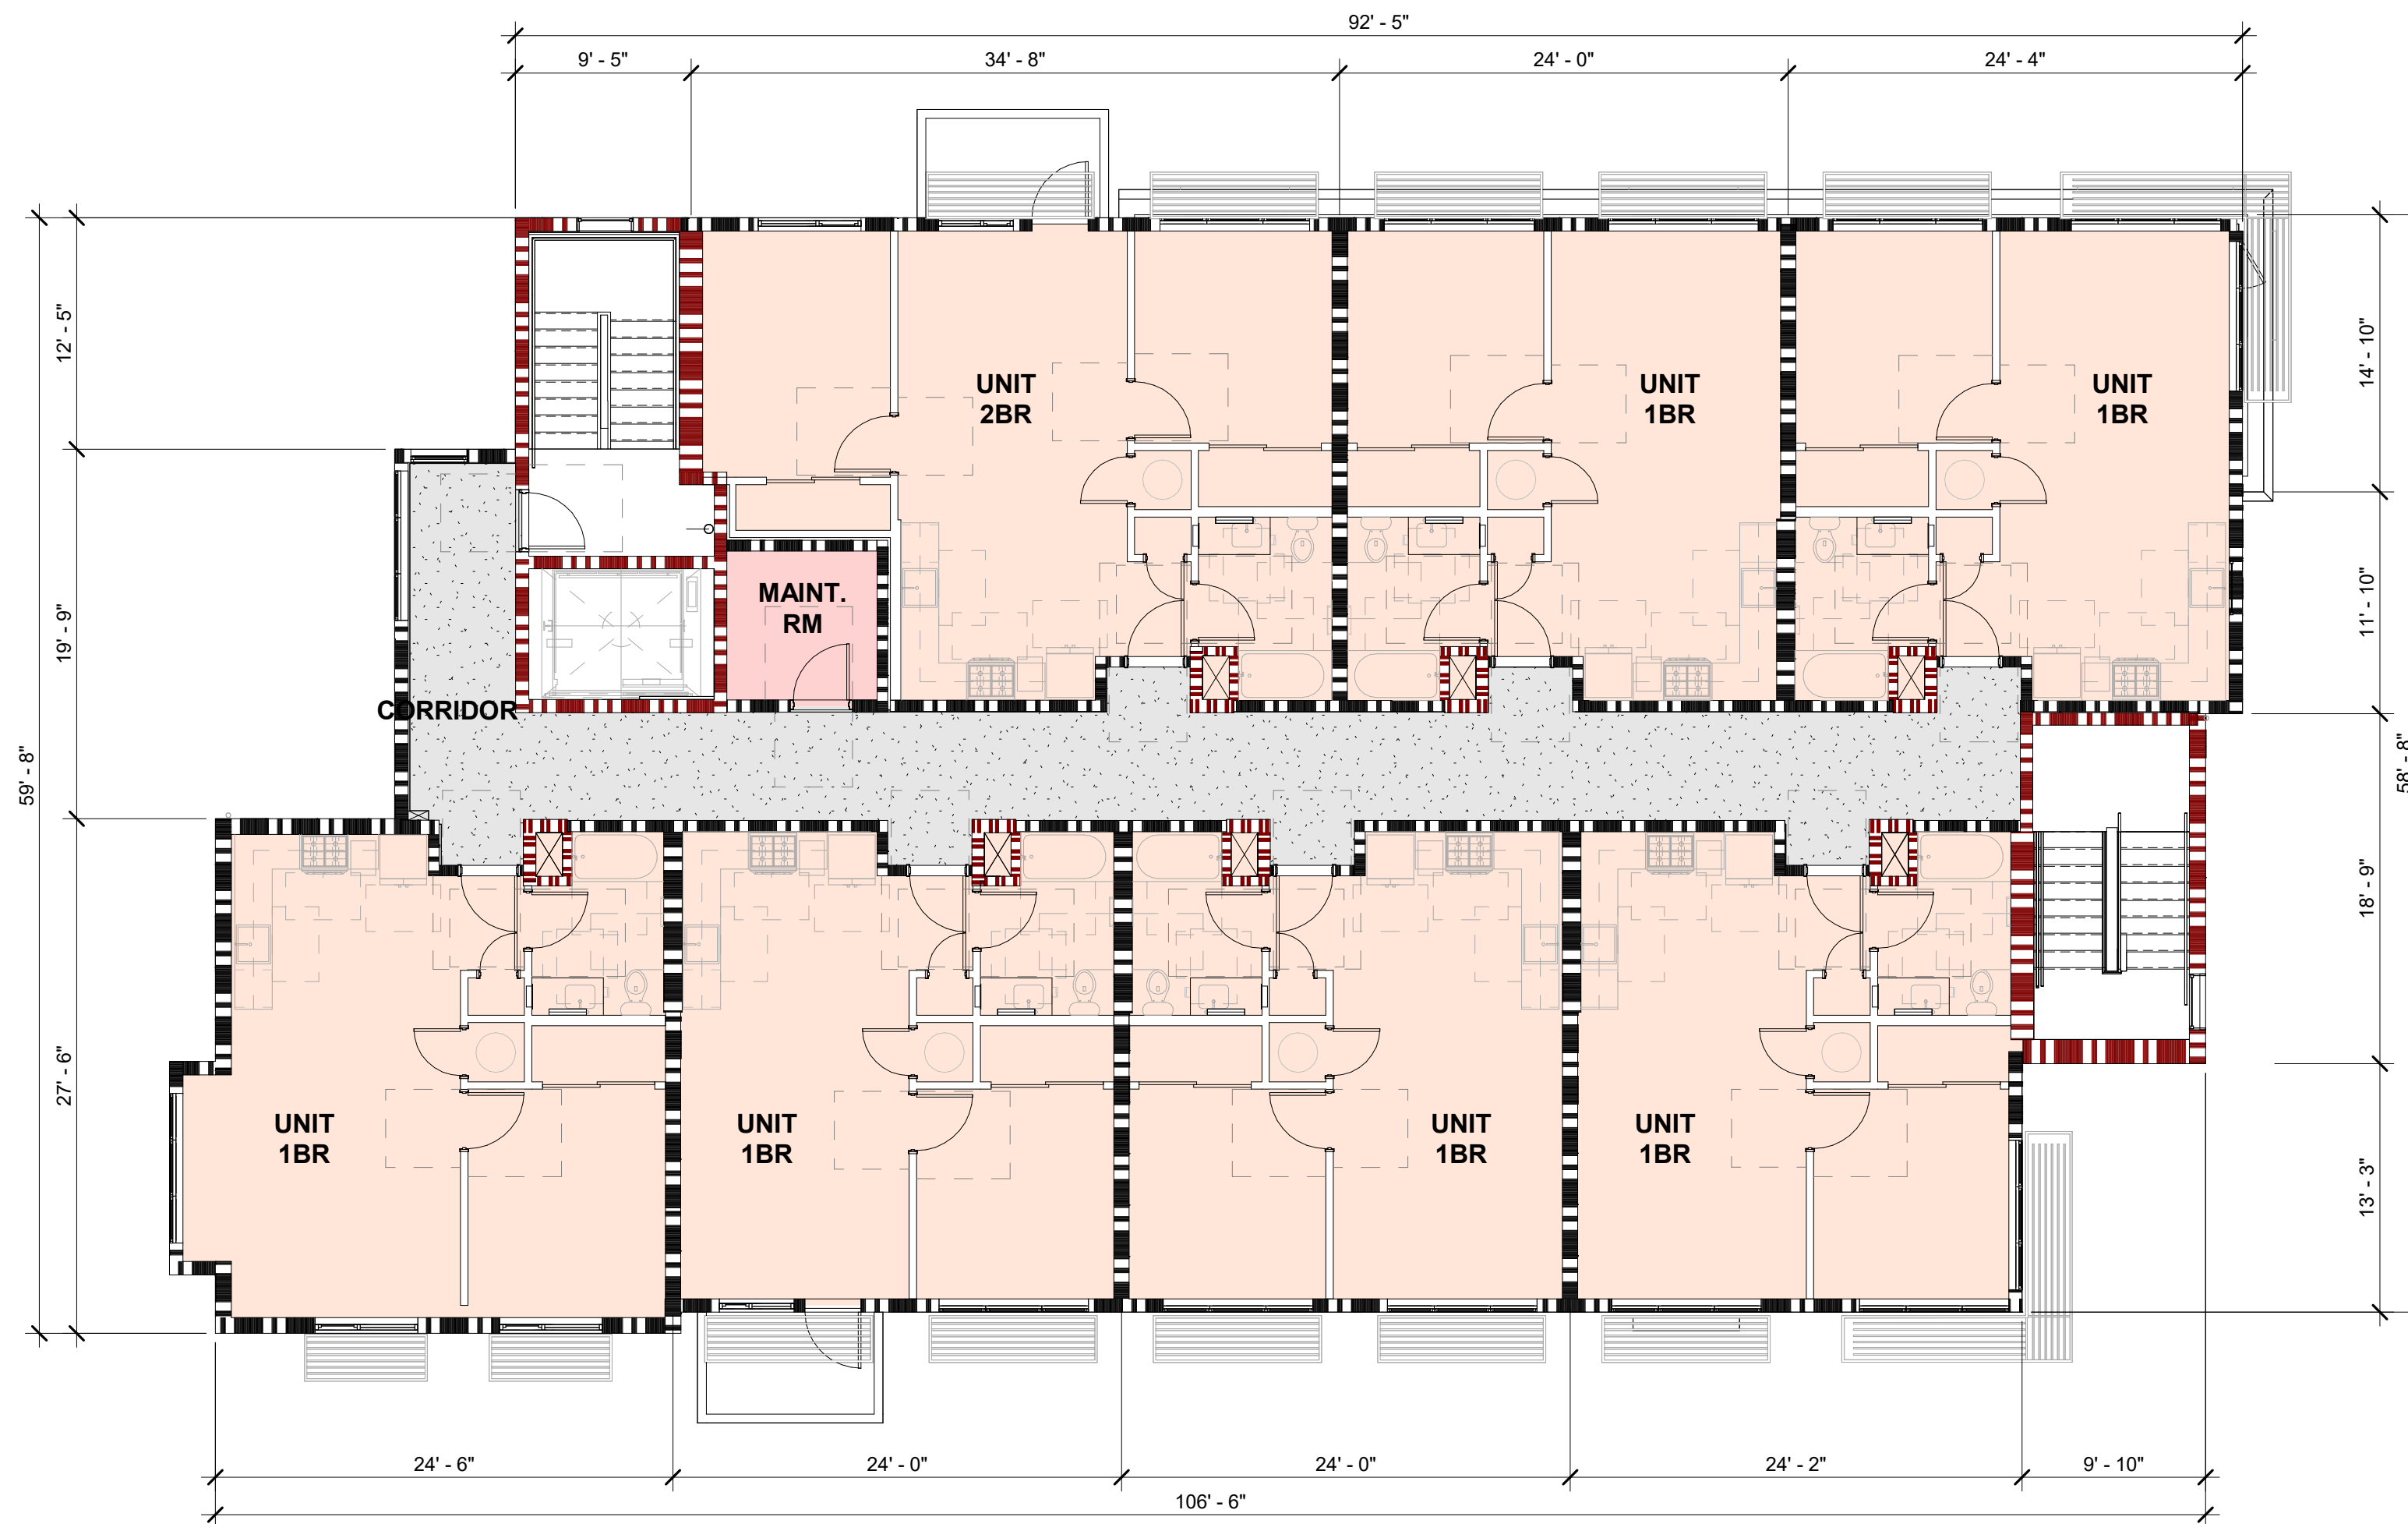 92' - 5"
9' - 5"
34' - 8"
24' - 0"
24' - 4"
12' - 5"
19' - 9"
27' - 6"
59' - 8"
14' - 10"
11' - 10"
18' - 9"
13' - 3"
58' - 8"
UNIT
2BR
UNIT
1BR
UNIT
1BR
MAINT.
RM
CORRIDOR
UNIT
1BR
UNIT
1BR
UNIT
1BR
UNIT
1BR
24' - 6"
24' - 0"
24' - 0"
24' - 2"
9' - 10"
106' - 6"